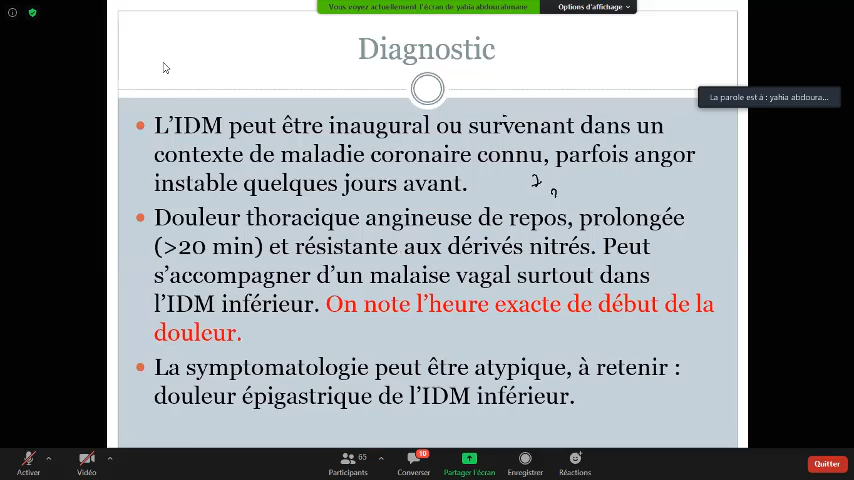 Vous voyez actuellement l'écran de yahia abdourahmane
Options d'affichage
Diagnostic
La parole est à : yahia abdoura...
L'IDM peut être inaugural ou survenant dans un
contexte de maladie coronaire connu, parfois angor
instable quelques jours avant.
Douleur thoracique angineuse de repos, prolongée
(>20 min) et résistante aux dérivés nitrés. Peut
s'accompagner d'un malaise vagal surtout dans
l'IDM inférieur. On note l'heure exacte de début de la
douleur.
La symptomatologie peut être atypique, à retenir :
douleur épigastrique de l'IDM inférieur.
65
10
Activer
Vidéo
Participants
Converser
Partager l'écran
Enregistrer
Réactions
Quitter